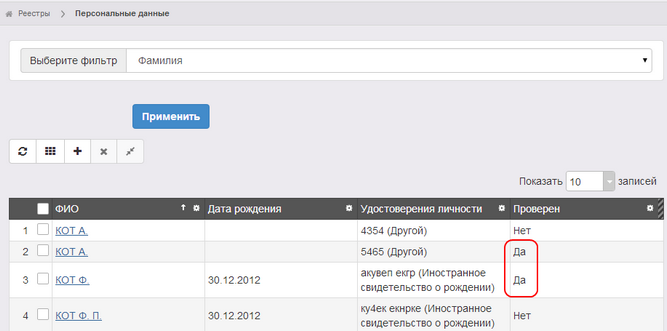 Реестры > Персональные данные
Выберите фильтр Фамилия
Применить
Показать 10 записей
ФИО Дата рождения Удостоверения личности Проверен
1 КОТ А. 4354 (Другой) Нет
2 КОТ А. 5465 (Другой) Да
3 КОТ Ф. 30.12.2012 акувеп екгр (Иностранное
свидетельство о рождении) Да
4 КОТ Ф. П. 30.12.2012 ку4ек екнрке (Иностранное
свидетельство о рождении) Нет